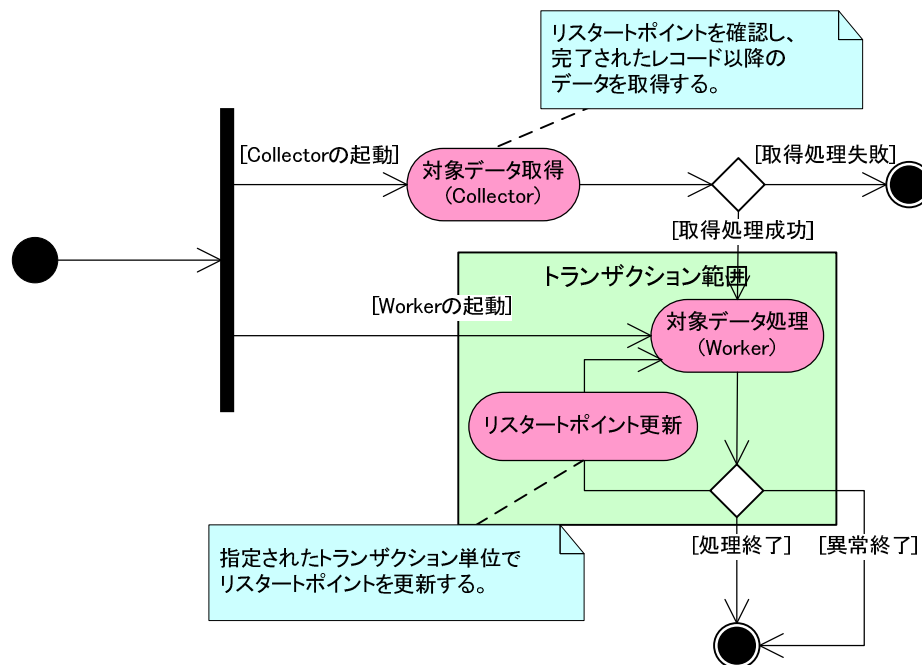 リスタートポイントを確認し、
完了されたレコード以降の
データを取得する。
[Collectorの起動]
対象データ取得
(Collector)
[取得処理失敗]
[取得処理成功]
トランザクション範囲
[Workerの起動]
対象データ処理
(Worker)
リスタートポイント更新
指定されたトランザクション単位で
リスタートポイントを更新する。
[処理終了]
[異常終了]